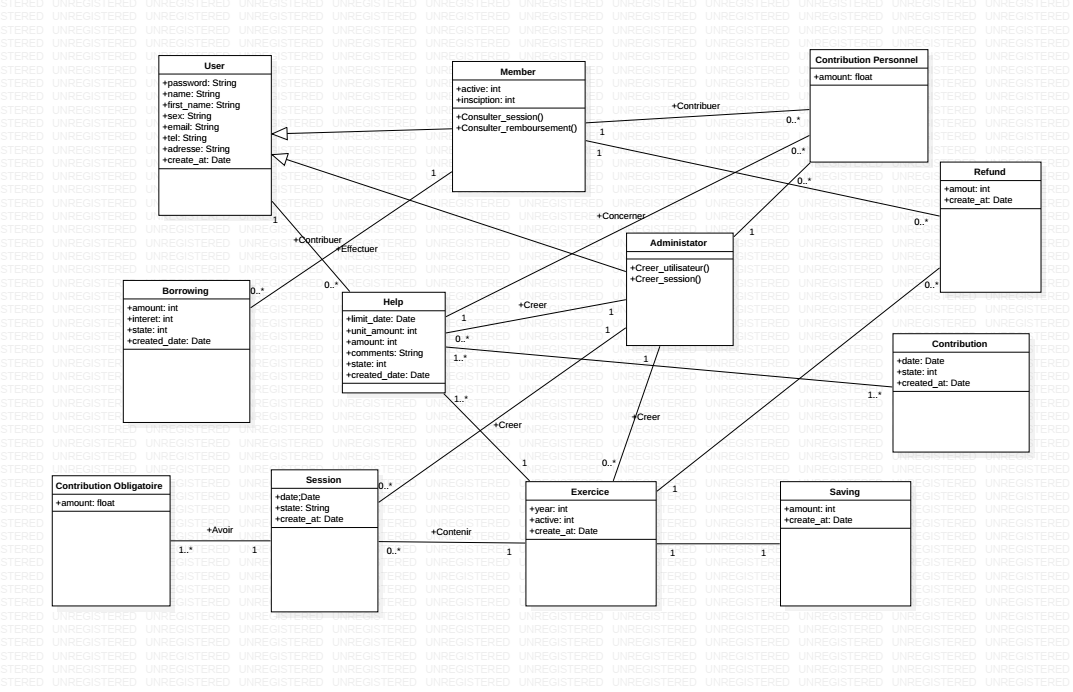 User
+password: String
+name: String
+first_name: String
+sex: String
+email: String
+tel: String
+adresse: String
+create_at: Date
Member
+active: int
+insciption: int
+Consulter_session()
+Consulter_remboursement()
Contribution Personnel
+amount: float
+Contribuer
1
0..*
1
0..*
0..*
0..*
Refund
+amout: int
+create_at: Date
0..*
1
1
+Contribuer
+Effectuer
0..*
+Concerner
1
Administator
+Creer_utilisateur()
+Creer_session()
Borrowing
+amount: int
+interet: int
+state: int
+created_date: Date
0..*
Help
+limit_date: Date
+unit_amount: int
+amount: int
+comments: String
+state: int
+created_date: Date
1
+Creer
1
0..*
1
1..*
1
1..*
Contribution
+date: Date
+state: int
+created_at: Date
1..*
+Creer
+Creer
1
0..*
Contribution Obligatoire
+amount: float
Session
+date;Date
+state: String
+create_at: Date
0..*
+Avoir
1..*
1
+Contenir
0..*
1
Exercice
+year: int
+active: int
+create_at: Date
1
0..*
1
1
Saving
+amount: int
+create_at: Date
UNREGISTERED